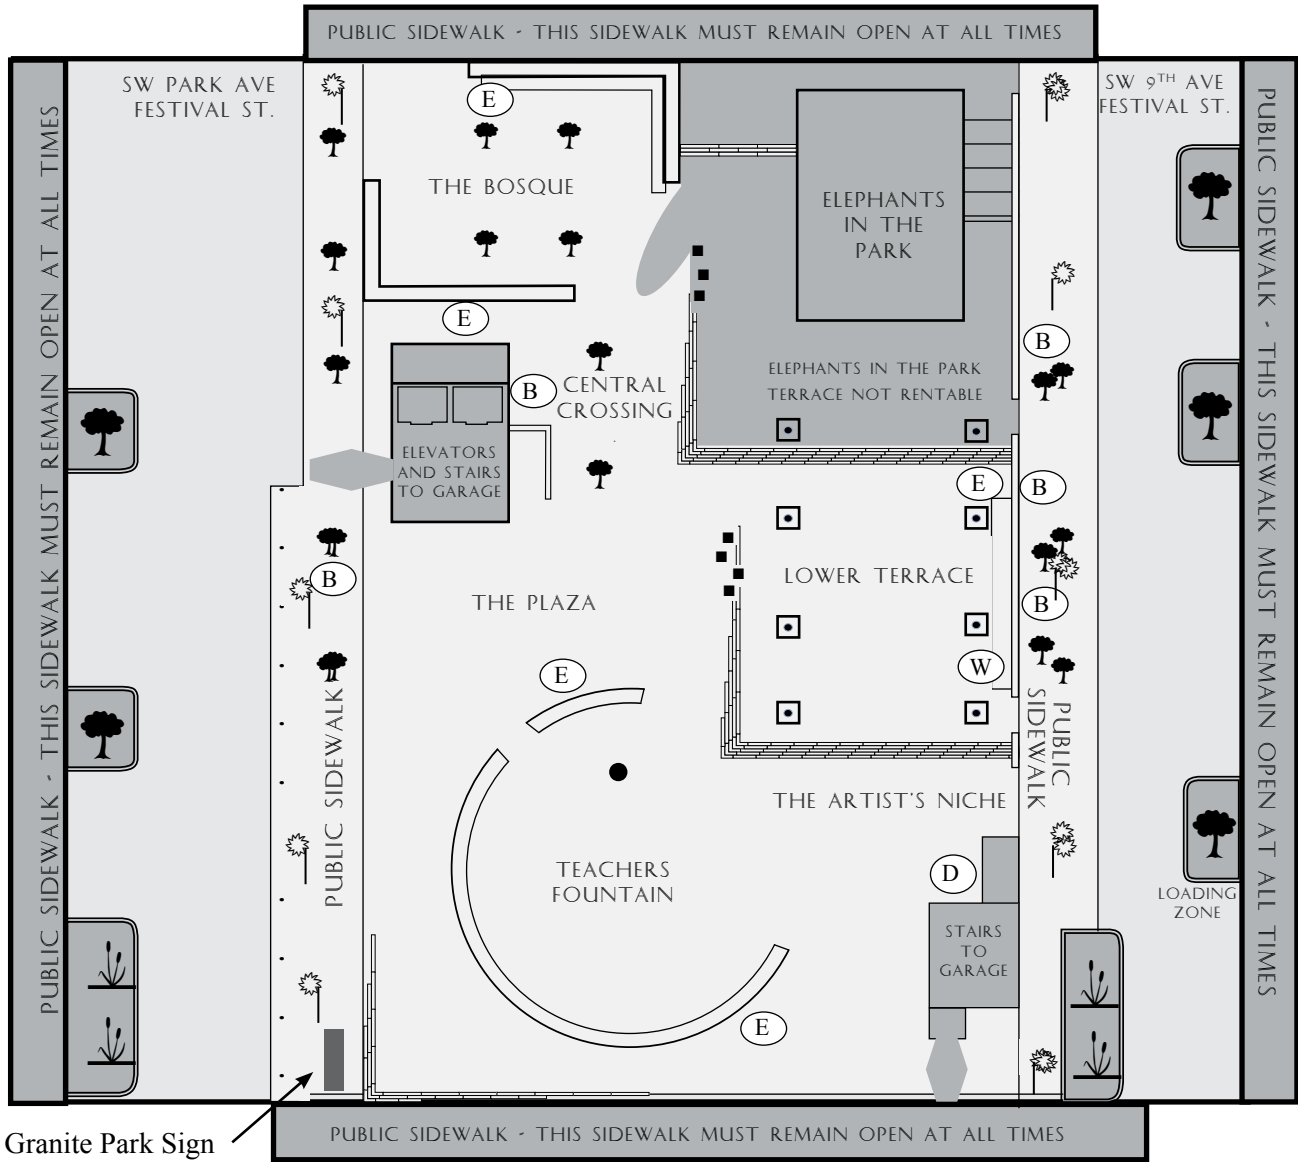 PUBLIC SIDEWALK - THIS SIDEWALK MUST REMAIN OPEN AT ALL TIMES
SW PARK AVE
FESTIVAL ST.
SW 9TH AVE
FESTIVAL ST.
PUBLIC SIDEWALK - THIS SIDEWALK MUST REMAIN OPEN AT ALL TIMES
PUBLIC SIDEWALK - THIS SIDEWALK MUST REMAIN OPEN AT ALL TIMES
E
THE BOSQUE
ELEPHANTS
IN THE
PARK
E
B
ELEPHANTS IN THE PARK
TERRACE NOT RENTABLE
B
CENTRAL
CROSSING
ELEVATORS
AND STAIRS
TO GARAGE
E
B
B
LOWER TERRACE
THE PLAZA
B
W
E
PUBLIC SIDEWALK
PUBLIC
SIDEWALK
THE ARTIST'S NICHE
TEACHERS
FOUNTAIN
D
LOADING
ZONE
STAIRS
TO
GARAGE
E
Granite Park Sign
PUBLIC SIDEWALK - THIS SIDEWALK MUST REMAIN OPEN AT ALL TIMES